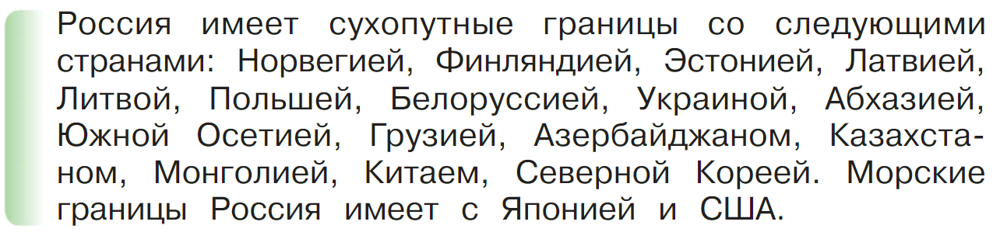 Россия имеет сухопутные границы со следующими
странами: Норвегией, Финляндией, Эстонией, Латвией,
Литвой, Польшей, Белоруссией, Украиной, Абхазией,
Южной Осетией, Грузией, Азербайджаном, Казахста-
ном, Монголией, Китаем, Северной Кореей. Морские
границы Россия имеет с Японией и США.